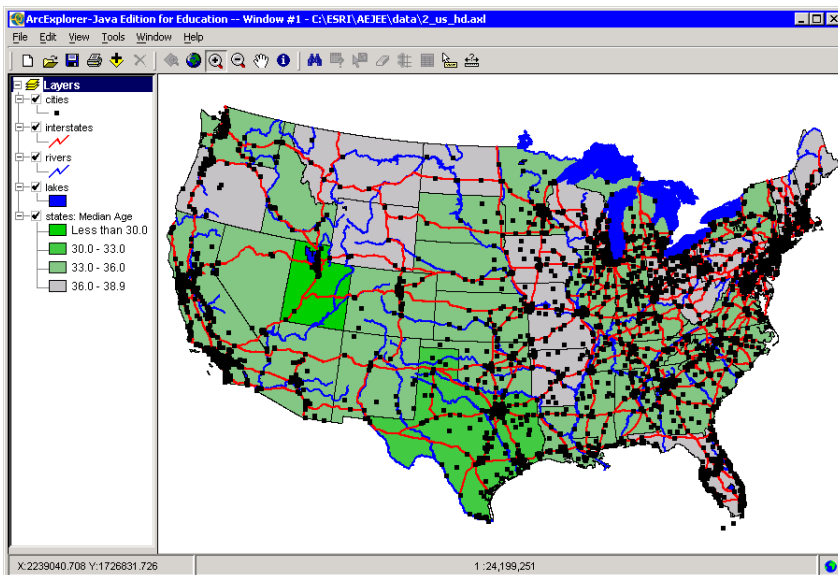 ArcExplorer-Java Edition for Education -- Window #1 - C:\ESRI\AEJEE\data\2_us_hd.axl
File Edit View Tools Window Help
Layers
cities
interstates
rivers
lakes
states: Median Age
Less than 30.0
30.0 - 33.0
33.0 - 36.0
36.0 - 38.9
X:2239040.708 Y:1726831.726
1 :24,199,251